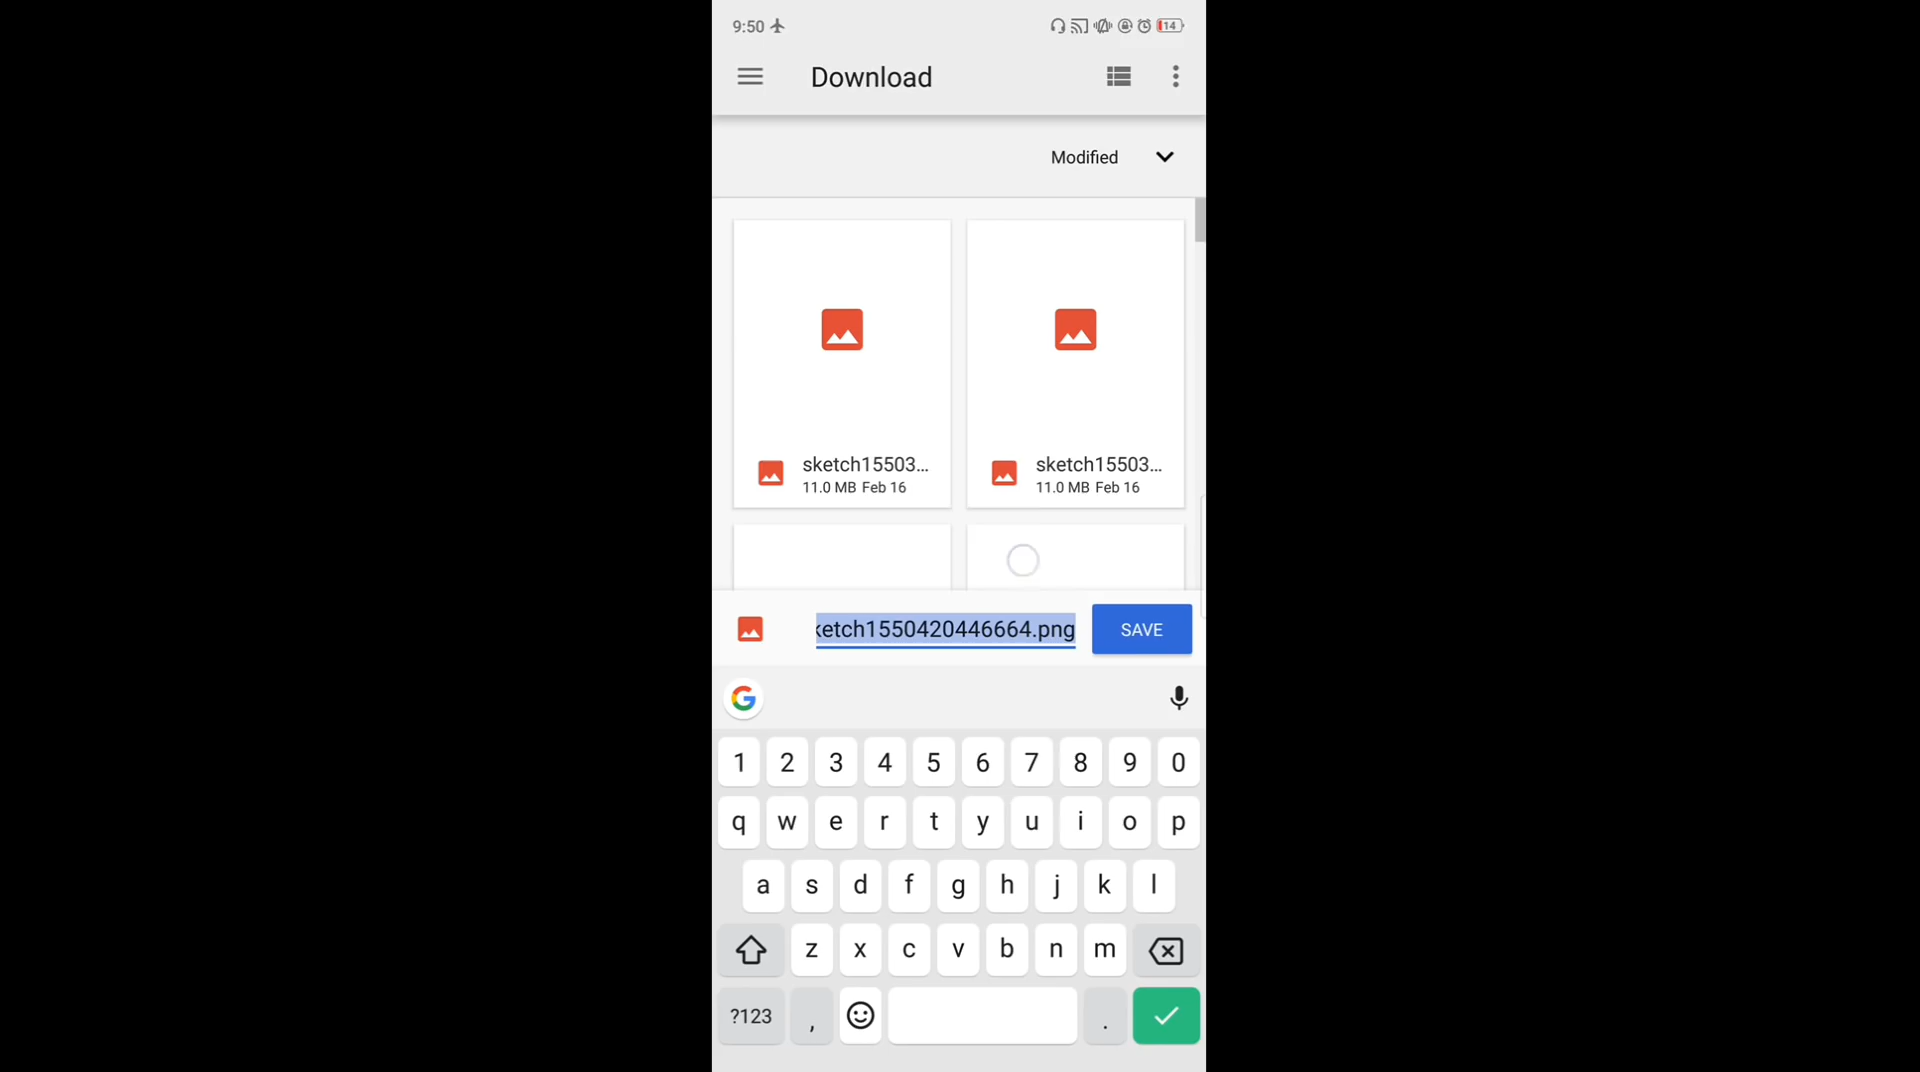 9:50
14
Download
Modified
sketch15503...
11.0 MB Feb 16
sketch15503...
11.0 MB Feb 16
ketch1550420446664.png
SAVE
G
1 2 3 4 5 6 7 8 9 0
q w e r t y u i o p
a s d f g h j k l
z x c v b n m
?123 , .